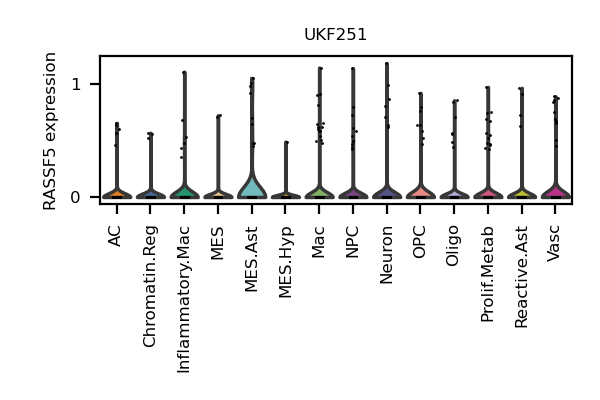 UKF251
RASSF5 expression
1
0
AC
Chromatin.Reg
Inflammatory.Mac
MES
MES.Ast
MES.Hyp
Mac
NPC
Neuron
OPC
Oligo
Prolif.Metab
Reactive.Ast
Vasc